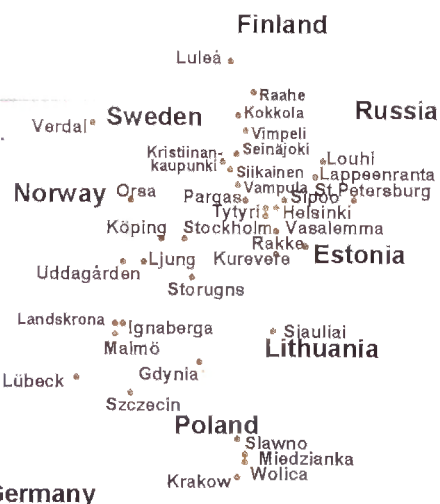 Finland
Luleå
Raahe
Sweden Kokkola Russia
Verdal
Vimpeli
Kristiinan- Seinäjoki
kaupunki Louhi
Siikainen Lappeenranta
Norway Orsa Vampula St Petersburg
Pargas Sipoo
Tytyri Helsinki
Köping Stockholm Vasalemma
Rakke Estonia
Uddagården Ljung Kurevere
Storugns
Landskrona Ignaberga Siauliai
Malmö Lithuania
Lübeck Gdynia
Szczecin
Poland
Slawno
Miedzianka
Krakow Wolica
Germany